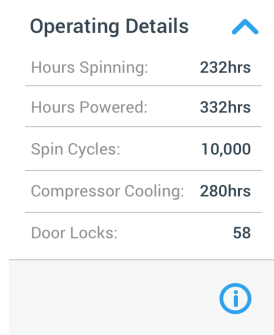 Operating Details
Hours Spinning: 232hrs
Hours Powered: 332hrs
Spin Cycles: 10,000
Compressor Cooling: 280hrs
Door Locks: 58